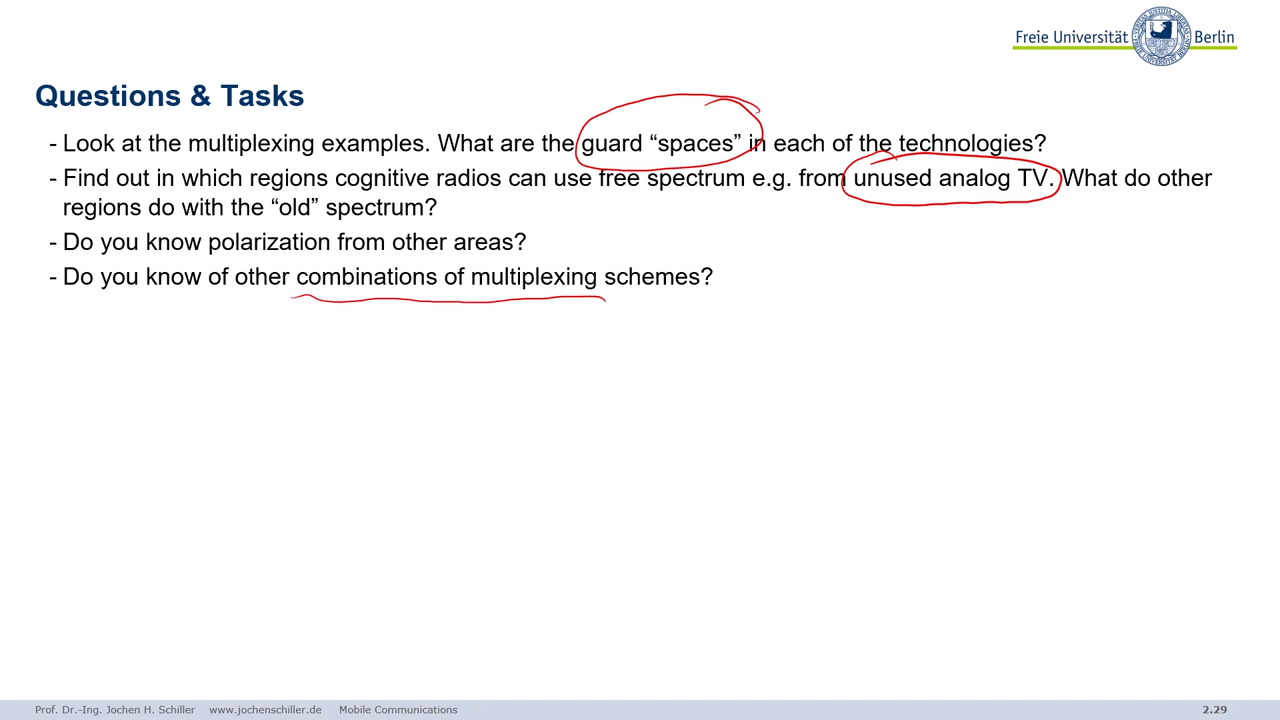 Freie Universität Berlin
Questions & Tasks
- Look at the multiplexing examples. What are the guard “spaces” in each of the technologies?
- Find out in which regions cognitive radios can use free spectrum e.g. from unused analog TV. What do other
regions do with the “old” spectrum?
- Do you know polarization from other areas?
- Do you know of other combinations of multiplexing schemes?
Prof. Dr.-Ing. Jochen H. Schiller www.jochenschiller.de Mobile Communications 2.29